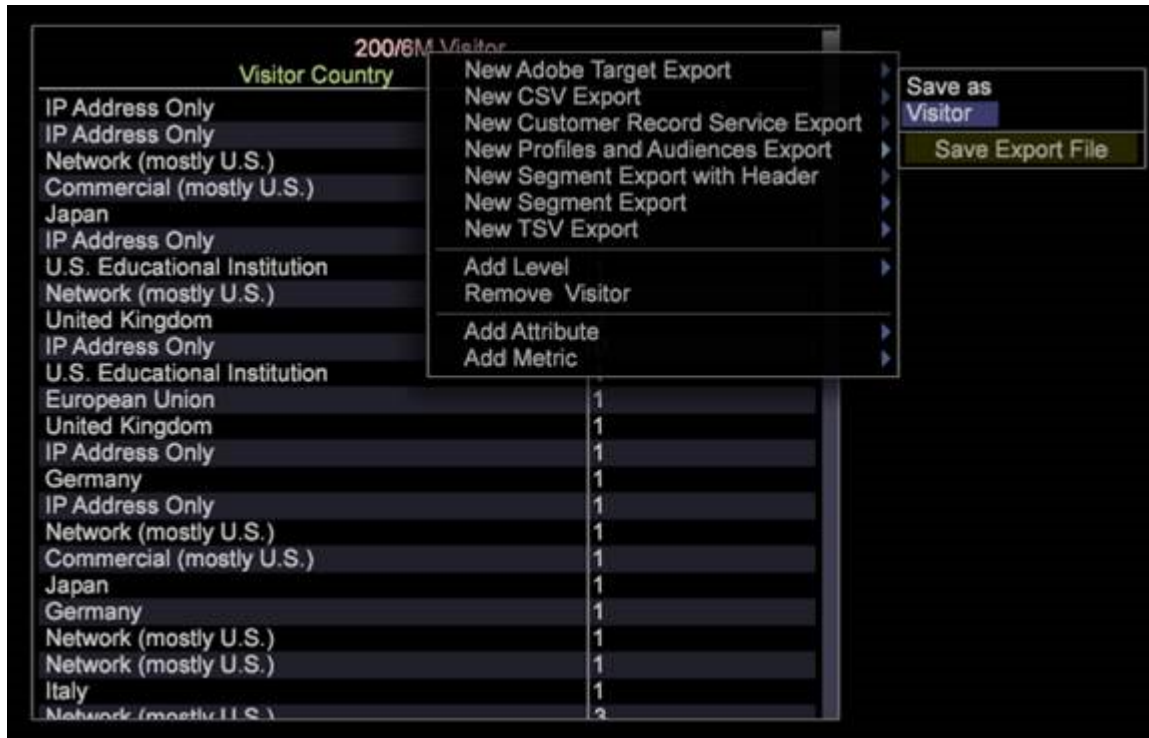 200/6M Visitor
Visitor Country
IP Address Only
IP Address Only
Network (mostly U.S.)
Commercial (mostly U.S.)
Japan
IP Address Only
U.S. Educational Institution
Network (mostly U.S.)
United Kingdom
IP Address Only
U.S. Educational Institution
European Union 1
United Kingdom 1
IP Address Only 1
Germany 1
IP Address Only 1
Network (mostly U.S.) 1
Commercial (mostly U.S.) 1
Japan 1
Germany 1
Network (mostly U.S.) 1
Network (mostly U.S.) 1
Italy 1
Network (mostly U.S.) 3
New Adobe Target Export
New CSV Export
New Customer Record Service Export
New Profiles and Audiences Export
New Segment Export with Header
New Segment Export
New TSV Export
Add Level
Remove Visitor
Add Attribute
Add Metric
Save as
Visitor
Save Export File